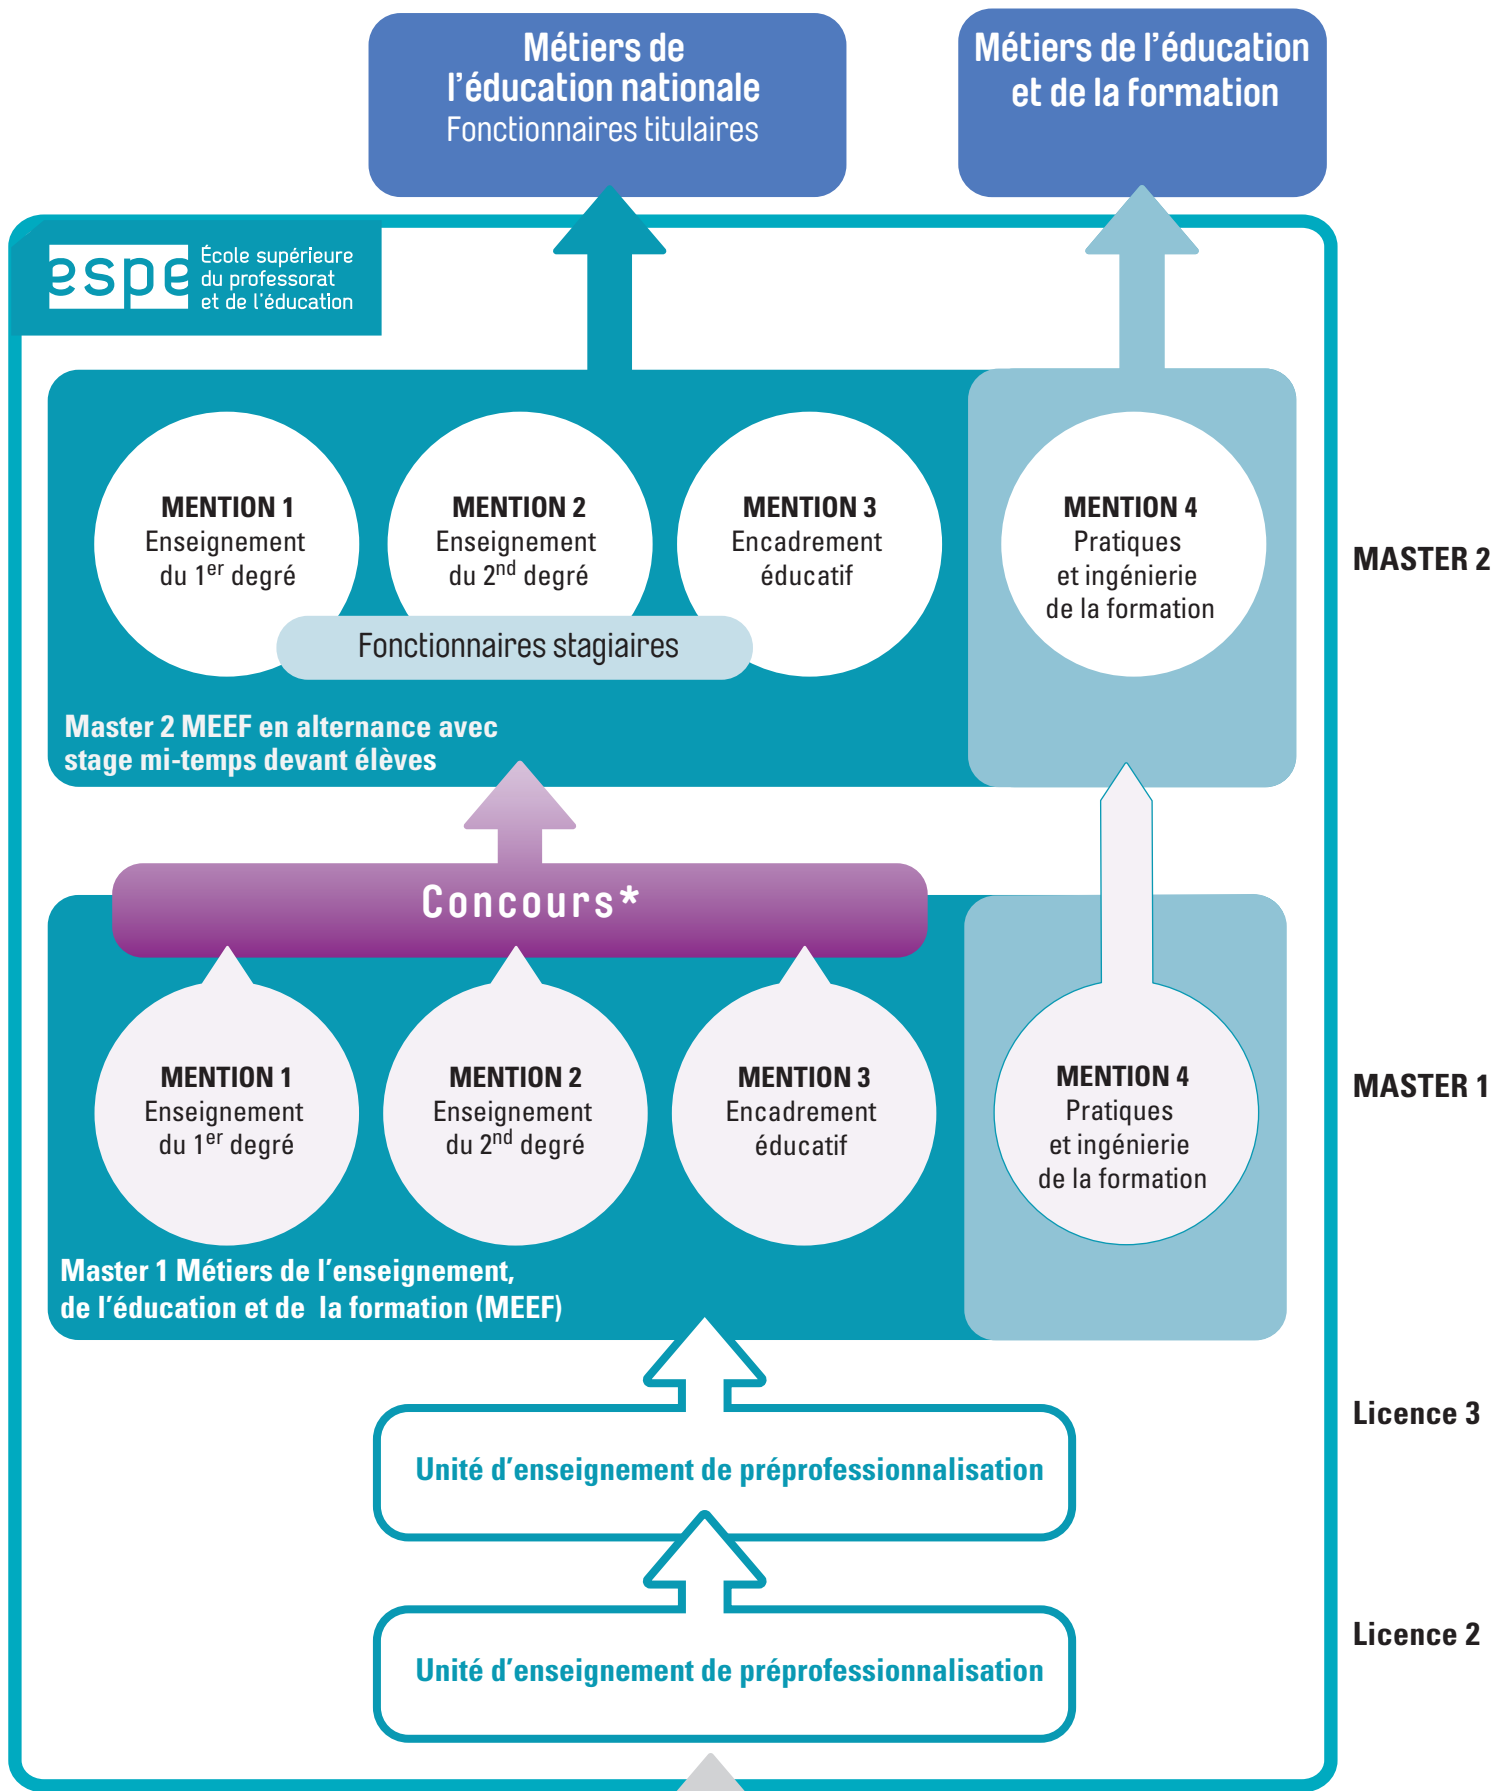 Métiers de
l'éducation nationale
Fonctionnaires titulaires
Métiers de l'éducation
et de la formation
espe
École supérieure
du professorat
et de l'éducation
MENTION 1
Enseignement
du 1er degré
MENTION 2
Enseignement
du 2nd degré
MENTION 3
Encadrement
éducatif
MENTION 4
Pratiques
et ingénierie
de la formation
MASTER 2
Fonctionnaires stagiaires
Master 2 MEEF en alternance avec
stage mi-temps devant élèves
Concours*
MENTION 1
Enseignement
du 1er degré
MENTION 2
Enseignement
du 2nd degré
MENTION 3
Encadrement
éducatif
MENTION 4
Pratiques
et ingénierie
de la formation
MASTER 1
Master 1 Métiers de l'enseignement,
de l'éducation et de la formation (MEEF)
Licence 3
Unité d'enseignement de préprofessionnalisation
Licence 2
Unité d'enseignement de préprofessionnalisation